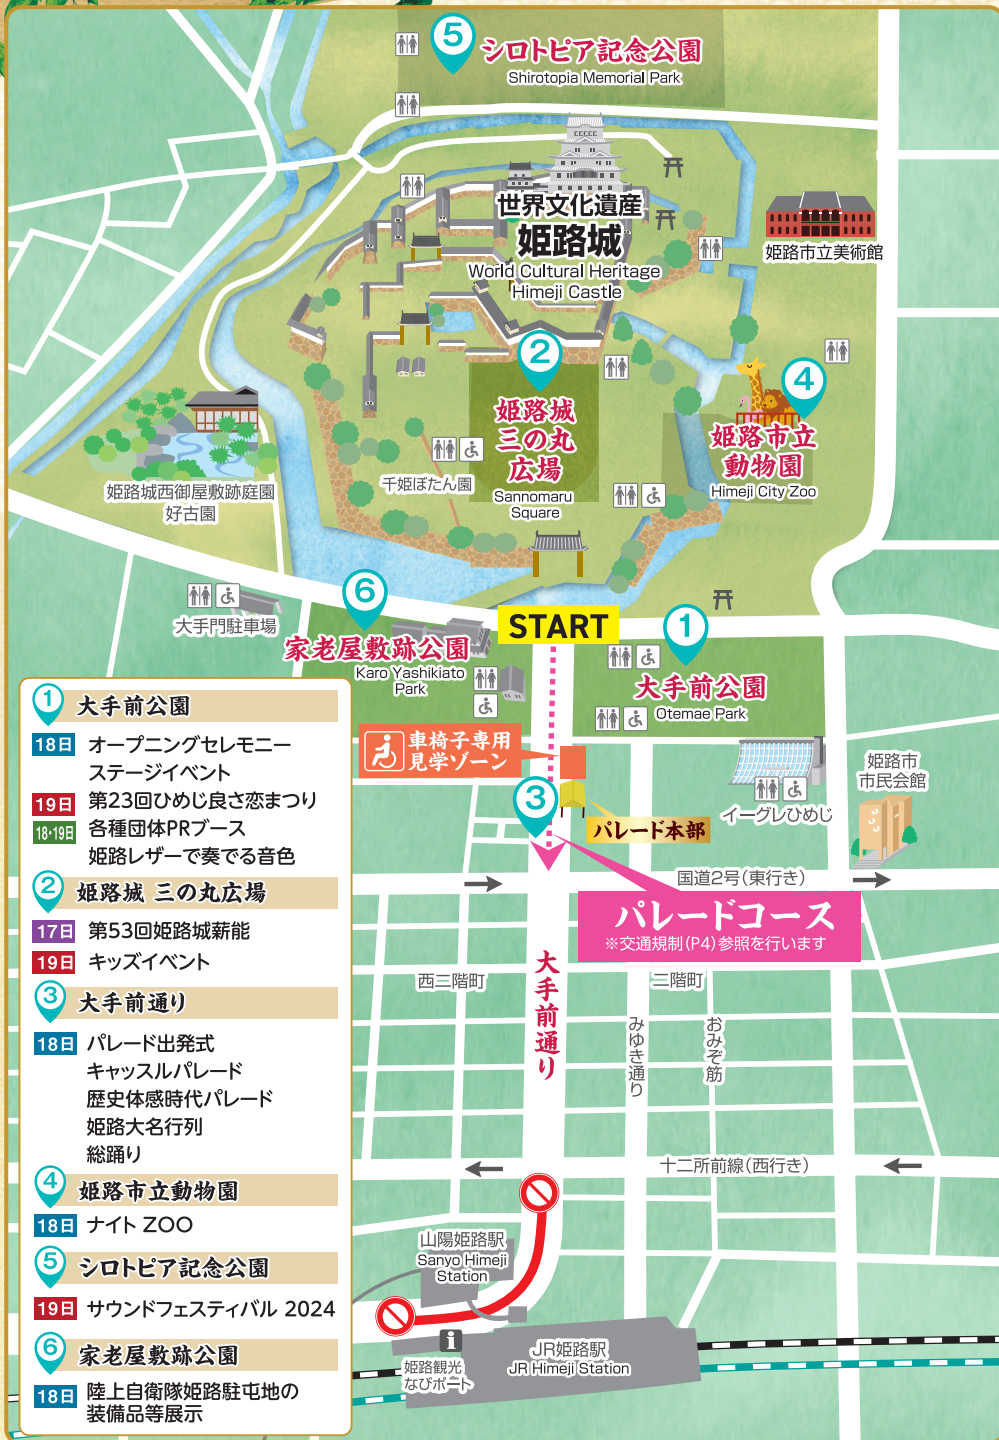 5
シロトピア記念公園
Shirotopia Memorial Park
世界文化遺産
姫路城
World Cultural Heritage
Himeji Castle
姫路市立美術館
2
姫路城
三の丸
広場
Sannomaru
Square
4
姫路市立
動物園
Himeji City Zoo
千姫ぼたん園
姫路城西御屋敷跡庭園
好古園
大手門駐車場
6
家老屋敷跡公園
Karo Yashikiato
Park
START
1
大手前公園
Otemae Park
車椅子専用
見学ゾーン
3
パレード本部
イーグレひめじ
姫路市
市民会館
国道2号(東行き)
パレードコース
※交通規制(P4)参照を行います
西二階町
二階町
大手前通り
みゆき通り
おみぞ筋
十二所前線(西行き)
山陽姫路駅
Sanyo Himeji
Station
i
姫路観光
なびポート
JR姫路駅
JR Himeji Station
1 大手前公園
18日 オープニングセレモニー
ステージイベント
19日 第23回ひめじ良さ恋まつり
18・19日 各種団体PRブース
姫路レザーで奏でる音色
2 姫路城 三の丸広場
17日 第53回姫路城薪能
19日 キッズイベント
3 大手前通り
18日 パレード出発式
キャッスルパレード
歴史体感時代パレード
姫路大名行列
総踊り
4 姫路市立動物園
18日 ナイト ZOO
5 シロトピア記念公園
19日 サウンドフェスティバル 2024
6 家老屋敷跡公園
18日 陸上自衛隊姫路駐屯地の
装備品等展示